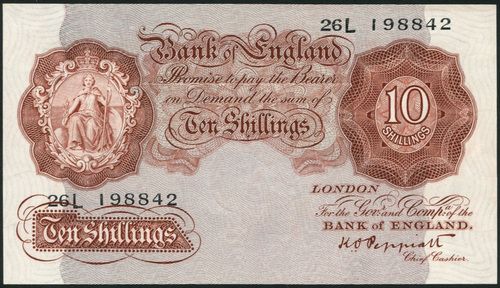 26L 198842
Bank of England
Promise to pay the Bearer
on Demand the sum of
Ten Shillings
10
SHILLINGS
26L 198842
Ten Shillings
LONDON
For the Govr. and Compa. of the
BANK OF ENGLAND.
K O Peppiatt
Chief Cashier.